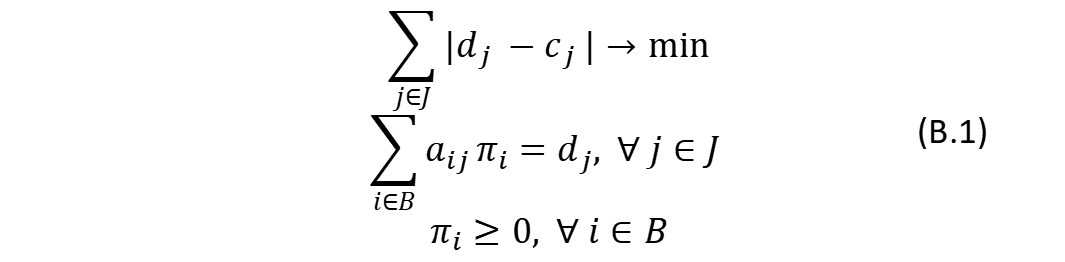 ∑_{j∈J} |d_j − c_j| → min
∑_{i∈B} a_{ij} π_i = d_j, ∀ j ∈ J
(B.1)
π_i ≥ 0, ∀ i ∈ B